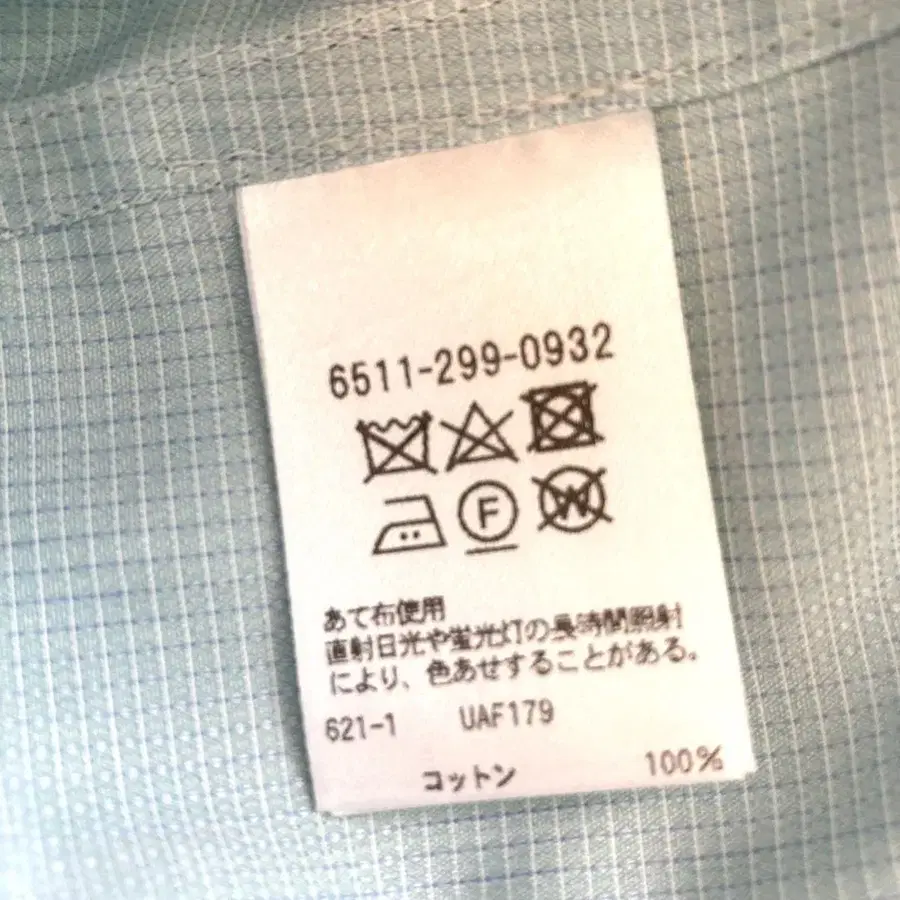 6511-299-0932
F W
あて布使用
直射日光や蛍光灯の長時間照射
により、色あせすることがある。
621-1 UAF179
コットン 100%